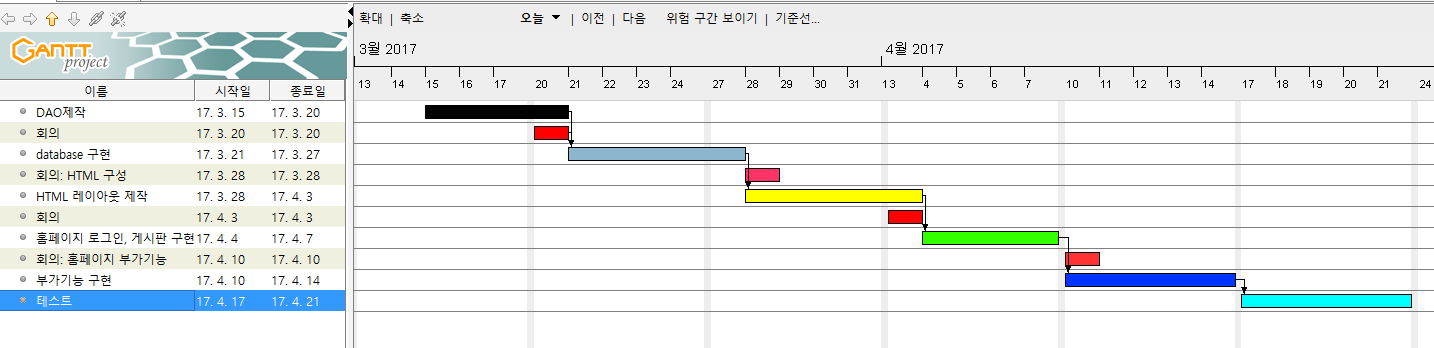 확대 | 축소 오늘 | 이전 | 다음 위험 구간 보이기 | 기준선...
GANTT project
3월 2017 4월 2017
13 14 15 16 17 20 21 22 23 24 27 28 29 30 31 13 4 5 6 7 10 11 12 13 14 17 18 19 20 21 24
이름 시작일 종료일
DAO제작 17. 3. 15 17. 3. 20
회의 17. 3. 20 17. 3. 20
database 구현 17. 3. 21 17. 3. 27
회의: HTML 구성 17. 3. 28 17. 3. 28
HTML 레이아웃 제작 17. 3. 28 17. 4. 3
회의 17. 4. 3 17. 4. 3
홈페이지 로그인, 게시판 구현 17. 4. 4 17. 4. 7
회의: 홈페이지 부가기능 17. 4. 10 17. 4. 10
부가기능 구현 17. 4. 10 17. 4. 14
테스트 17. 4. 17 17. 4. 21